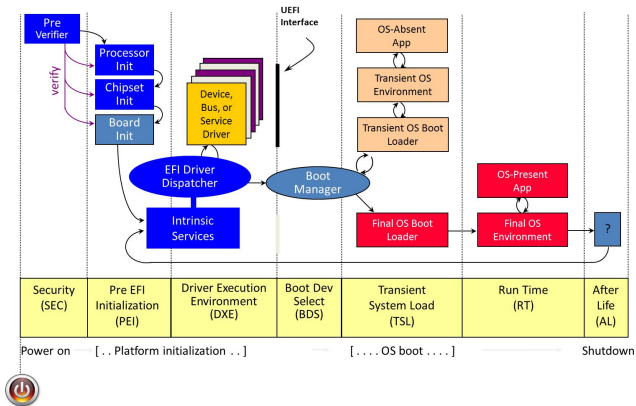 UEFI
Interface
Pre
Verifier
verify
Processor
Init
Chipset
Init
Board
Init
Device,
Bus, or
Service
Driver
EFI Driver
Dispatcher
Intrinsic
Services
Boot
Manager
OS-Absent
App
Transient OS
Environment
Transient OS Boot
Loader
Final OS Boot
Loader
OS-Present
App
Final OS
Environment
?
Security
(SEC)
Pre EFI
Initialization
(PEI)
Driver Execution
Environment
(DXE)
Boot Dev
Select
(BDS)
Transient
System Load
(TSL)
Run Time
(RT)
After
Life
(AL)
Power on
[ . . Platform initialization . . ]
[ . . . . OS boot . . . . ]
Shutdown